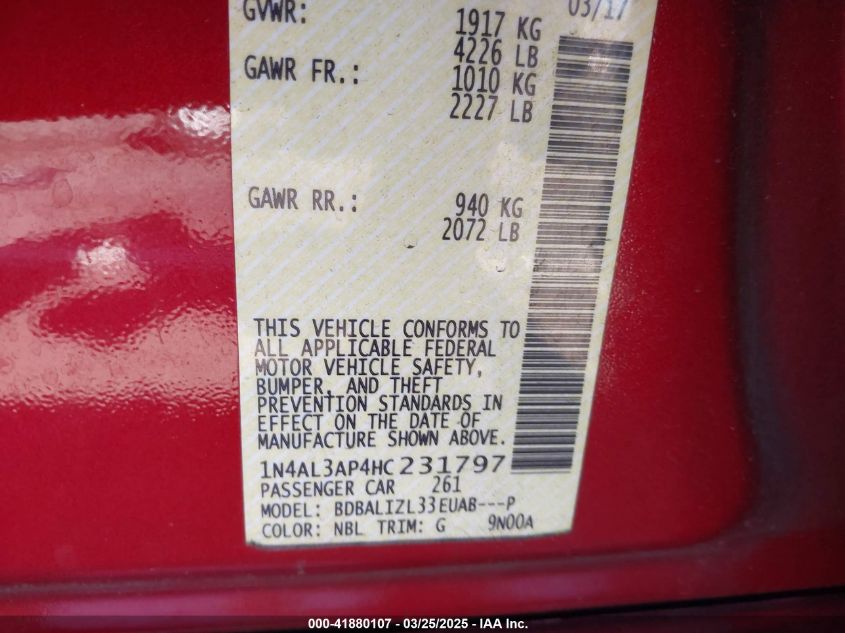 GVWR: 1917 KG 03/17
4226 LB
GAWR FR.: 1010 KG
2227 LB
GAWR RR.: 940 KG
2072 LB
THIS VEHICLE CONFORMS TO
ALL APPLICABLE FEDERAL
MOTOR VEHICLE SAFETY,
BUMPER, AND THEFT
PREVENTION STANDARDS IN
EFFECT ON THE DATE OF
MANUFACTURE SHOWN ABOVE.
1N4AL3AP4HC231797
PASSENGER CAR 261
MODEL: BDBALIZL33EUAB---P
COLOR: NBL TRIM: G 9N00A
000-41880107 - 03/25/2025 - IAA Inc.